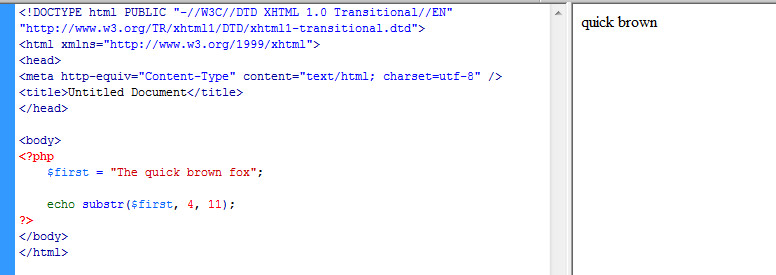 <!DOCTYPE html PUBLIC "-//W3C//DTD XHTML 1.0 Transitional//EN"
"http://www.w3.org/TR/xhtml1/DTD/xhtml1-transitional.dtd">
<html xmlns="http://www.w3.org/1999/xhtml">
<head>
<meta http-equiv="Content-Type" content="text/html; charset=utf-8" />
<title>Untitled Document</title>
</head>

<body>
<?php
    $first = "The quick brown fox";

    echo substr($first, 4, 11);
?>
</body>
</html>
quick brown